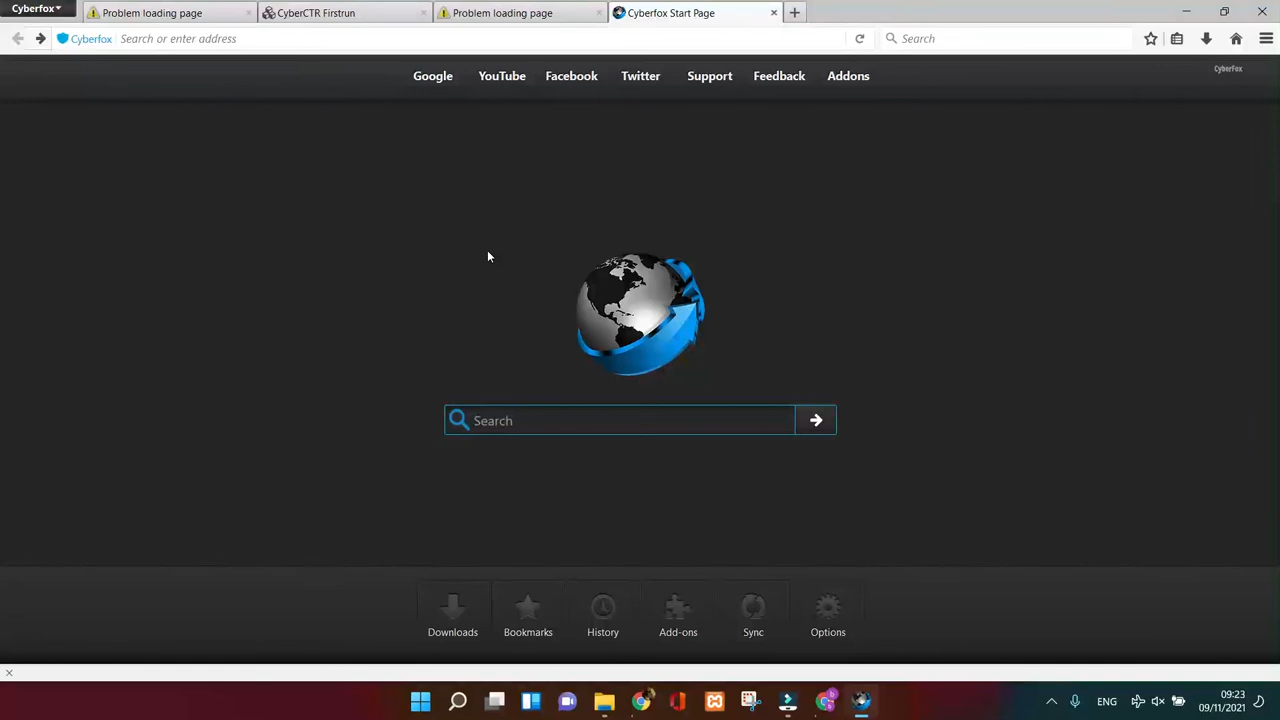 Cyberfox
Problem loading page
CyberCTR Firstrun
Problem loading page
Cyberfox Start Page
Cyberfox
Search or enter address
Search
Google
YouTube
Facebook
Twitter
Support
Feedback
Addons
CyberFox
Search
Downloads
Bookmarks
History
Add-ons
Sync
Options
ENG
09:23
09/11/2021